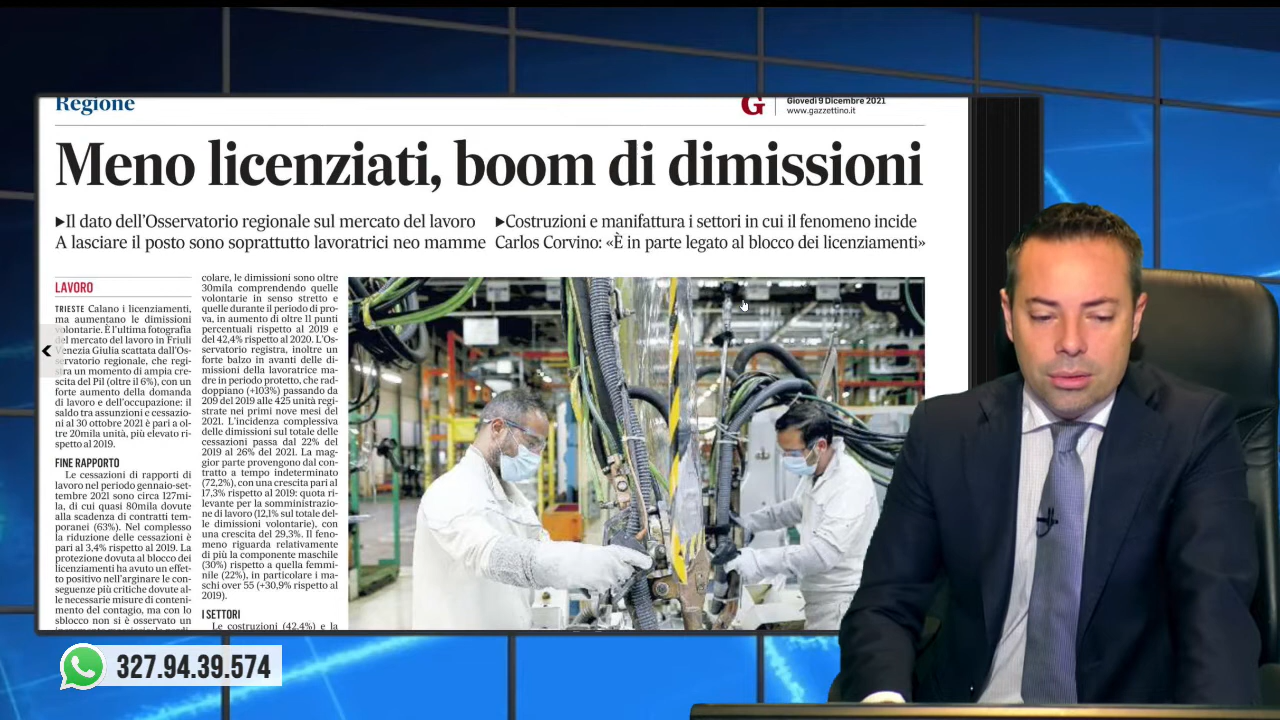 Regione
G
Giovedì 9 Dicembre 2021
www.gazzettino.it
Meno licenziati, boom di dimissioni
▶Il dato dell'Osservatorio regionale sul mercato del lavoro
A lasciare il posto sono soprattutto lavoratrici neo mamme
▶Costruzioni e manifattura i settori in cui il fenomeno incide
Carlos Corvino: «È in parte legato al blocco dei licenziamenti»
LAVORO
TRIESTE Calano i licenziamenti,
ma aumentano le dimissioni
volontarie. È l'ultima fotografia
del mercato del lavoro in Friuli
Venezia Giulia scattata dall'Os-
servatorio regionale, che regi-
stra un momento di ampia cre-
scita del Pil (oltre il 6%), con un
forte aumento della domanda
di lavoro e dell'occupazione: il
saldo tra assunzioni e cessazio-
ni al 30 ottobre 2021 è pari a ol-
tre 20mila unità, più elevato ri-
spetto al 2019.
FINE RAPPORTO
Le cessazioni di rapporti di
lavoro nel periodo gennaio-set-
tembre 2021 sono circa 127mi-
la, di cui quasi 80mila dovute
alla scadenza di contratti tem-
poranei (63%). Nel complesso
la riduzione delle cessazioni è
pari al 3,4% rispetto al 2019. La
protezione dovuta al blocco dei
licenziamenti ha avuto un effet-
to positivo nell'arginare le con-
seguenze più critiche dovute al-
le necessarie misure di conteni-
mento del contagio, ma con lo
sblocco non si è osservato un
colare, le dimissioni sono oltre
30mila comprendendo quelle
volontarie in senso stretto e
quelle durante il periodo di pro-
va, in aumento di oltre 11 punti
percentuali rispetto al 2019 e
del 42,4% rispetto al 2020. L'Os-
servatorio registra, inoltre un
forte balzo in avanti delle di-
missioni della lavoratrice ma-
dre in periodo protetto, che rad-
doppiano (+103%) passando da
209 del 2019 alle 425 unità regi-
strate nei primi nove mesi del
2021. L'incidenza complessiva
delle dimissioni sul totale delle
cessazioni passa dal 22% del
2019 al 26% del 2021. La mag-
gior parte provengono dal con-
tratto a tempo indeterminato
(72,2%), con una crescita pari al
17,3% rispetto al 2019: quota ri-
levante per la somministrazio-
ne di lavoro (12,1% sul totale del-
le dimissioni volontarie), con
una crescita del 29,3%. Il feno-
meno riguarda relativamente
di più la componente maschile
(30%) rispetto a quella femmi-
nile (22%), in particolare i ma-
schi over 55 (+30,9% rispetto al
2019).
I SETTORI
Le costruzioni (42,4%) e la
327.94.39.574